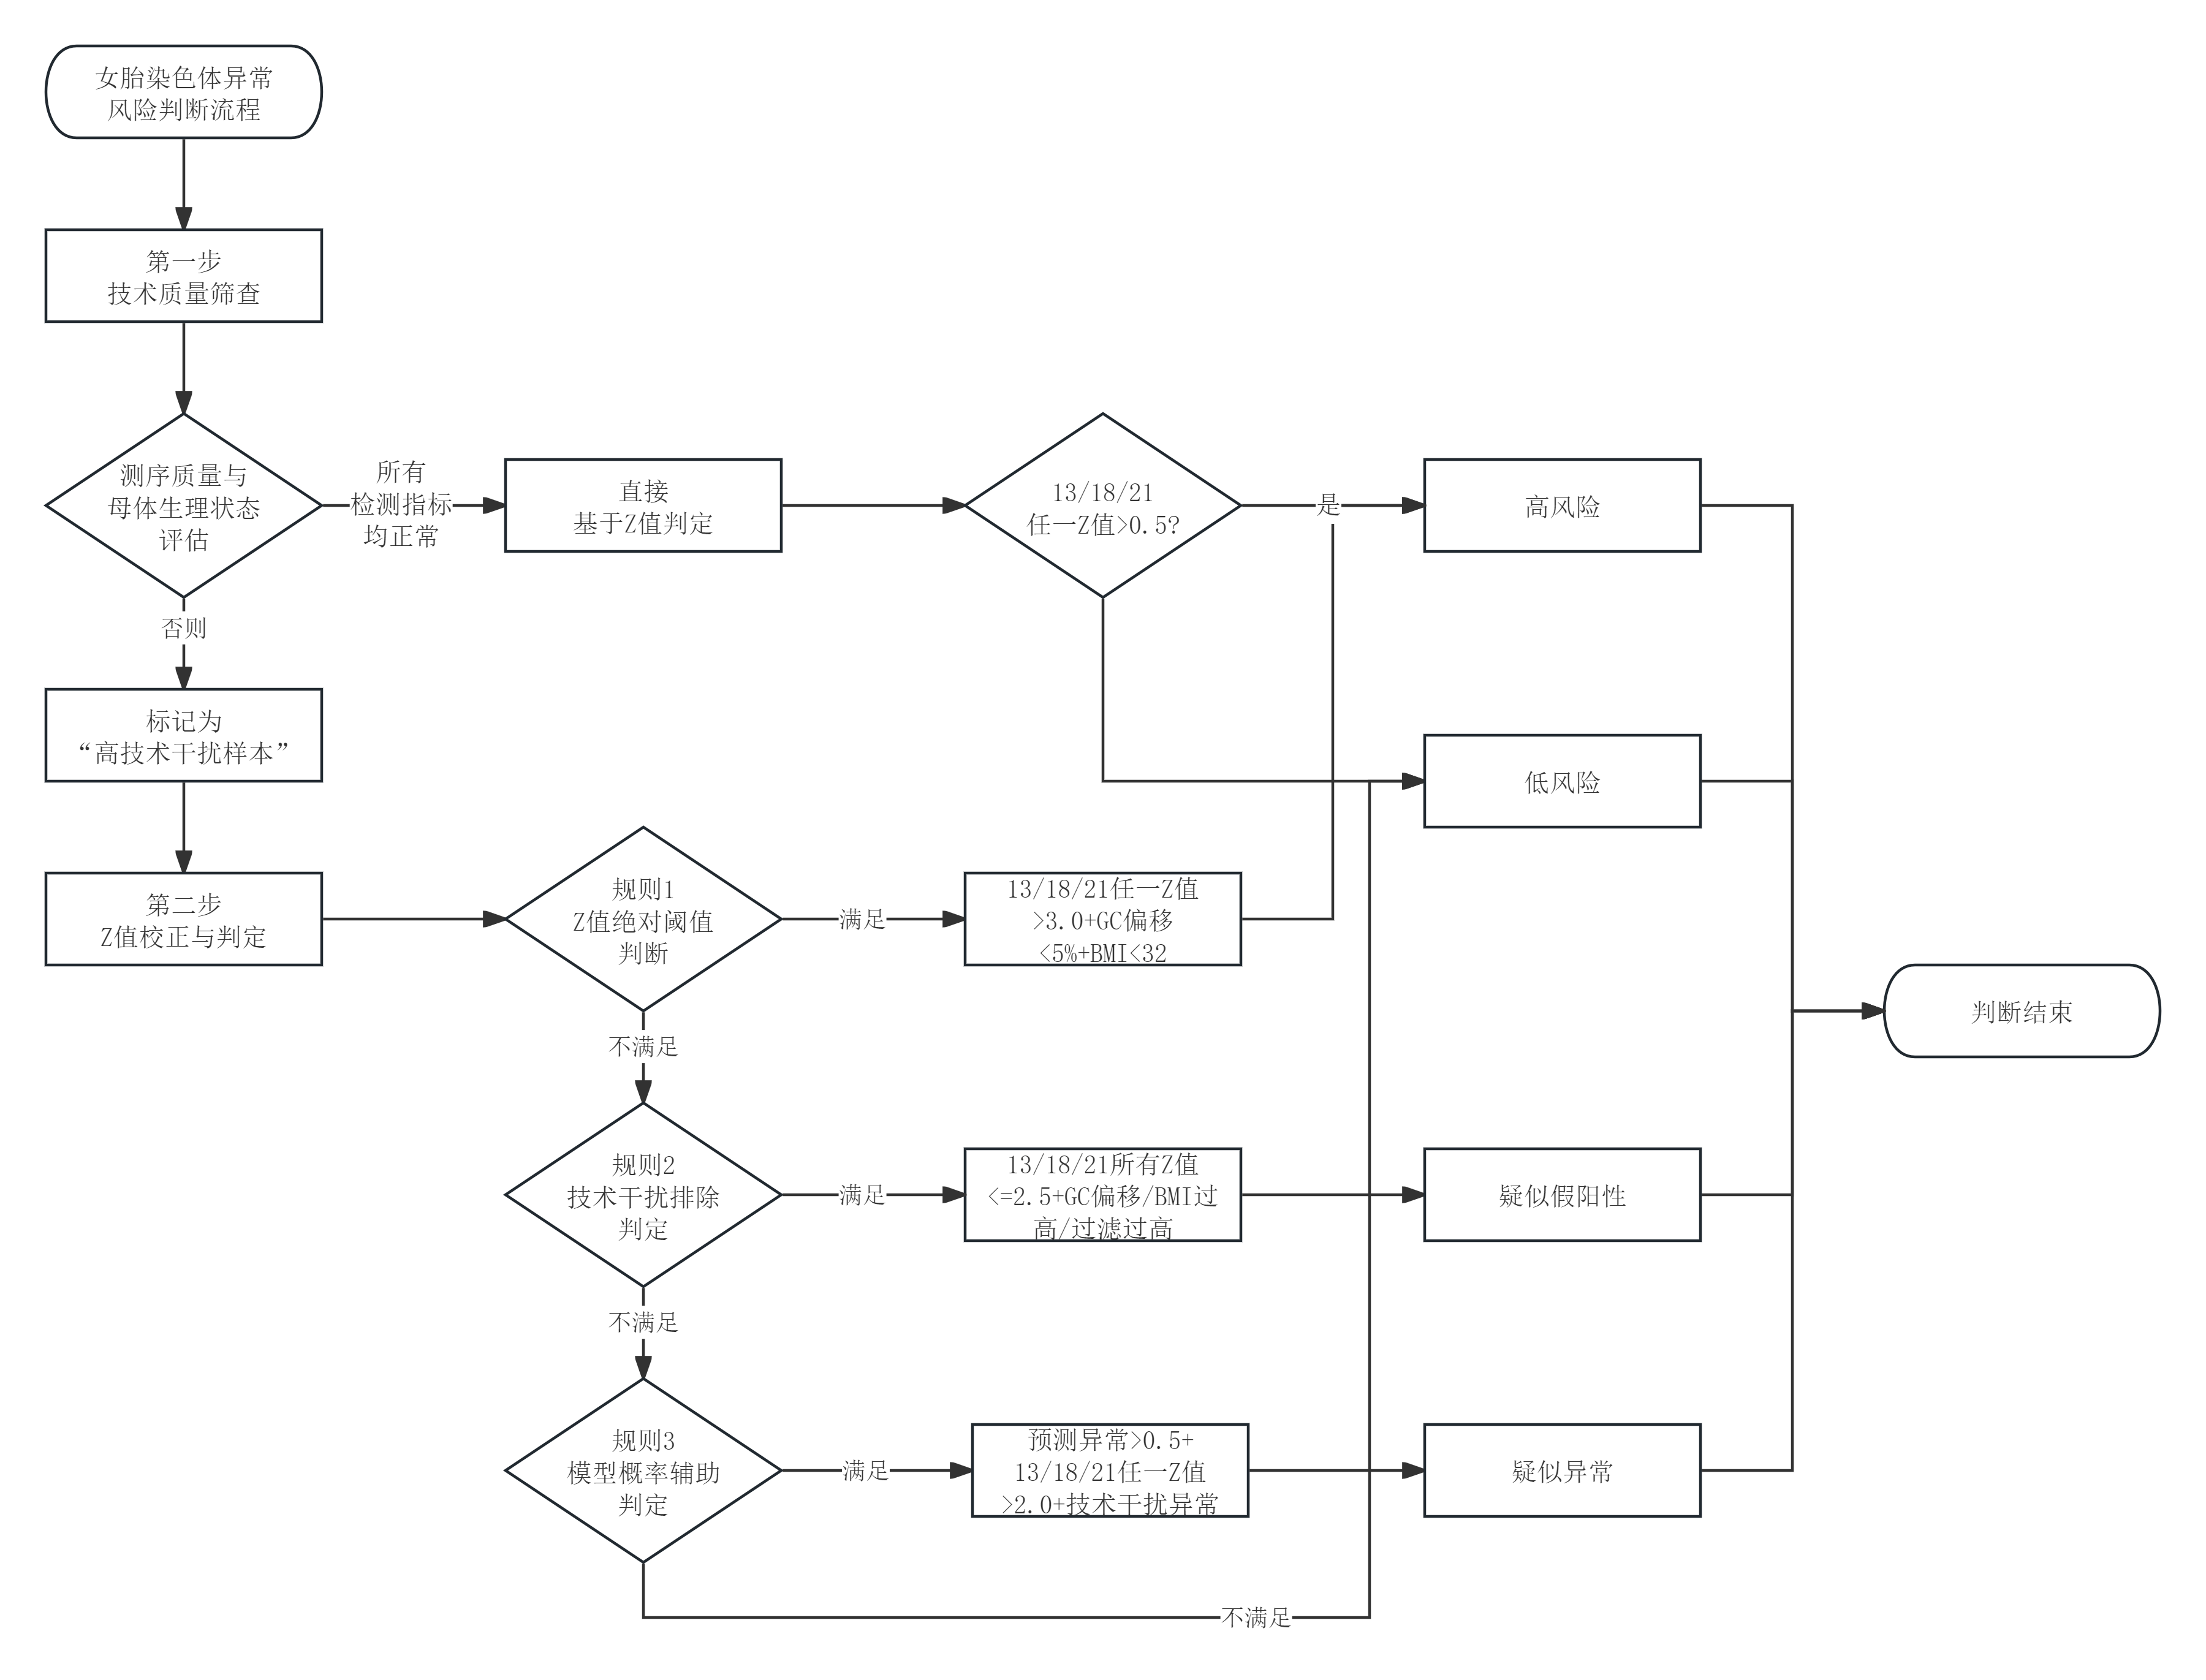 女胎染色体异常
风险判断流程
第一步
技术质量筛查
测序质量与
母体生理状态
评估
所有
检测指标
均正常
直接
基于Z值判定
13/18/21
任一Z值>0.5?
是
高风险
否则
标记为
“高技术干扰样本”
低风险
第二步
Z值校正与判定
规则1
Z值绝对阈值
判断
满足
13/18/21任一Z值
>3.0+GC偏移
<5%+BMI<32
判断结束
不满足
规则2
技术干扰排除
判定
满足
13/18/21所有Z值
<=2.5+GC偏移/BMI过
高/过滤过高
疑似假阳性
不满足
规则3
模型概率辅助
判定
满足
预测异常>0.5+
13/18/21任一Z值
>2.0+技术干扰异常
疑似异常
不满足